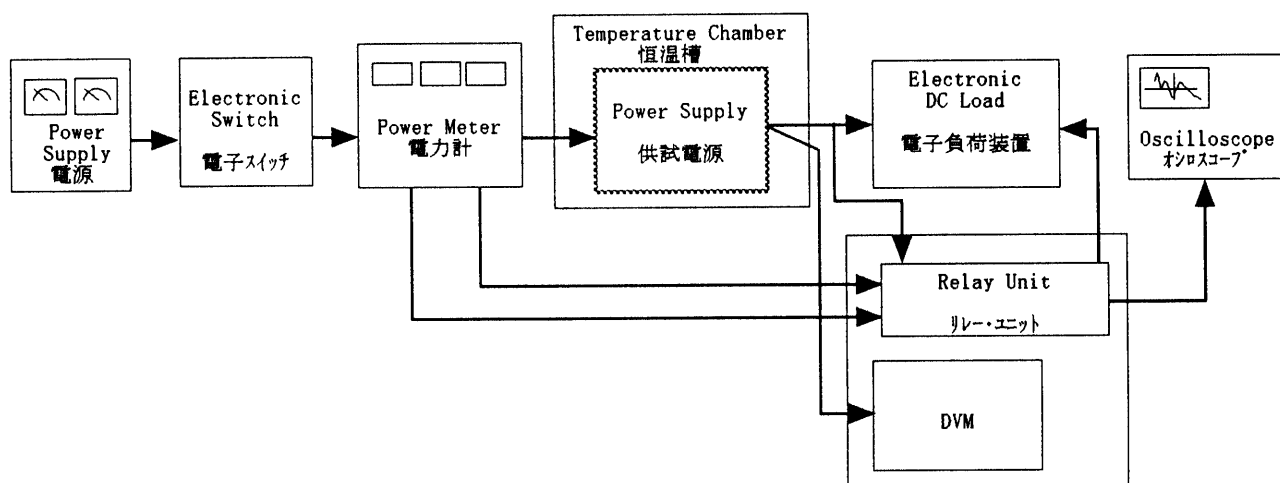 Power
Supply
電源
Electronic
Switch
電子スイッチ
Power Meter
電力計
Temperature Chamber
恒温槽
Power Supply
供試電源
Electronic
DC Load
電子負荷装置
Oscilloscope
オシロスコープ
Relay Unit
リレー・ユニット
DVM